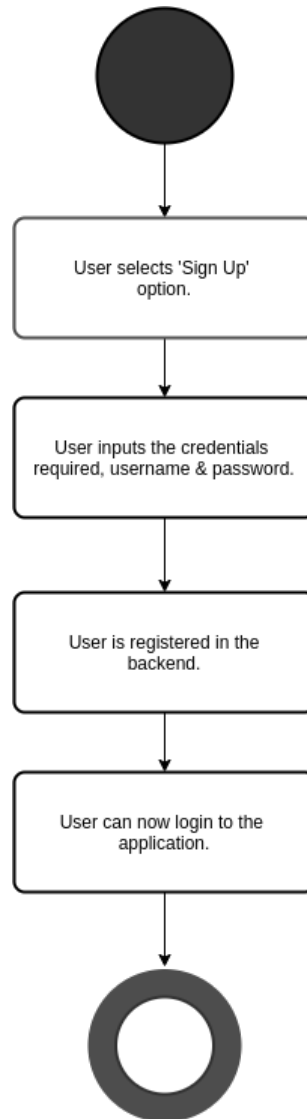 User selects 'Sign Up'
option.
User inputs the credentials
required, username & password.
User is registered in the
backend.
User can now login to the
application.